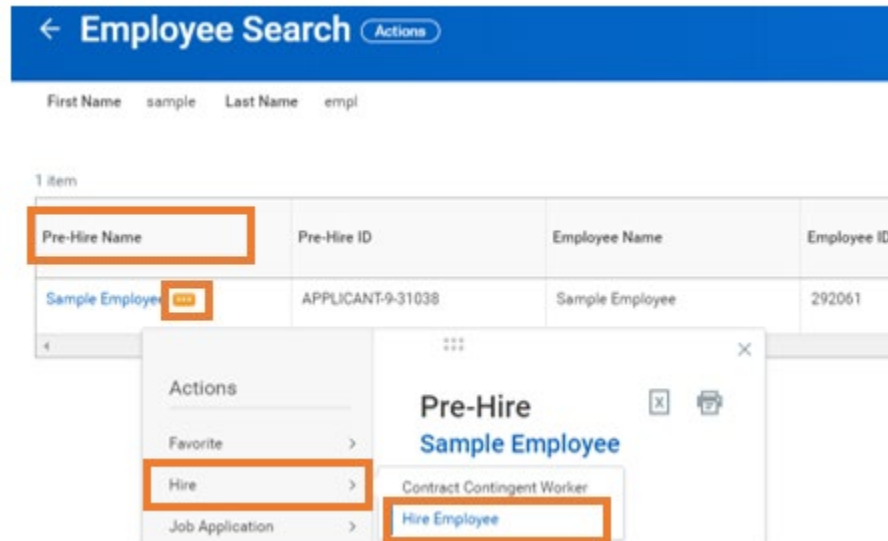 Employee Search Actions
First Name sample Last Name empl
1 item
Pre-Hire Name Pre-Hire ID Employee Name Employee ID
Sample Employee APPLICANT-9-31038 Sample Employee 292061
Actions
Pre-Hire
Sample Employee
Favorite
Hire
Contract Contingent Worker
Hire Employee
Job Application